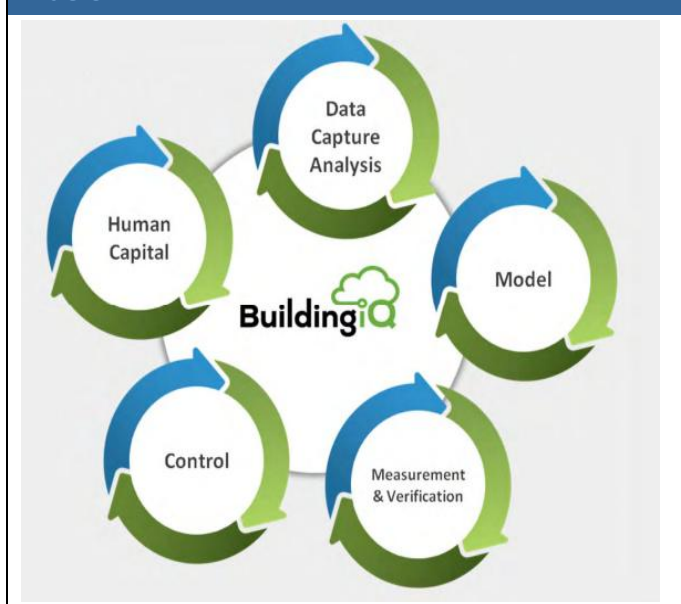 Data
Capture
Analysis
Human
Capital
Model
BuildingiQ
Control
Measurement
& Verification